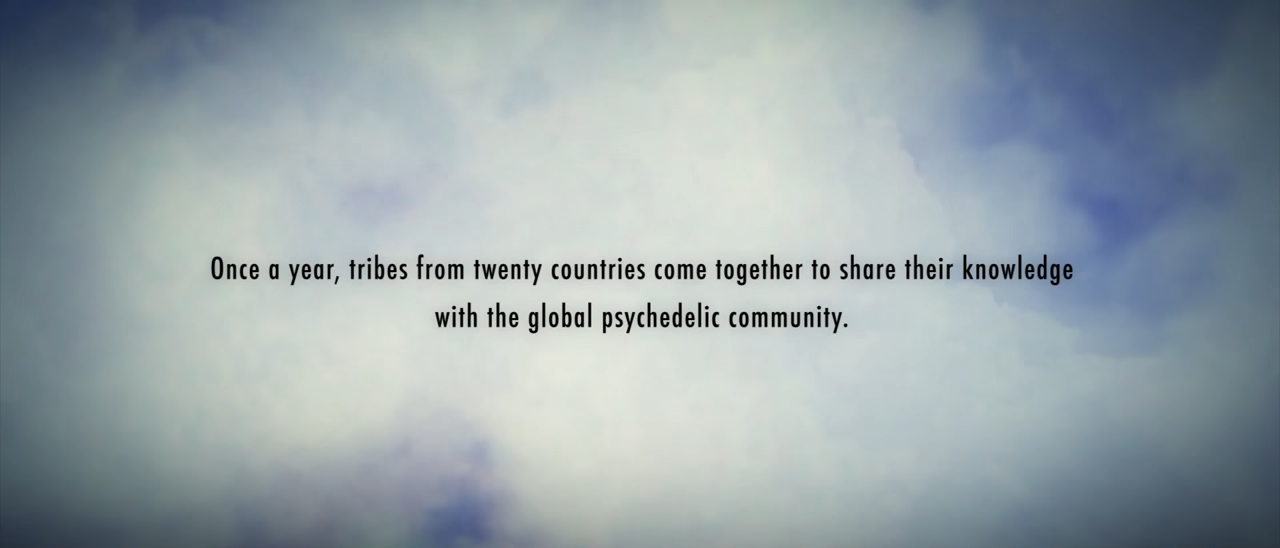 Once a year, tribes from twenty countries come together to share their knowledge
with the global psychedelic community.